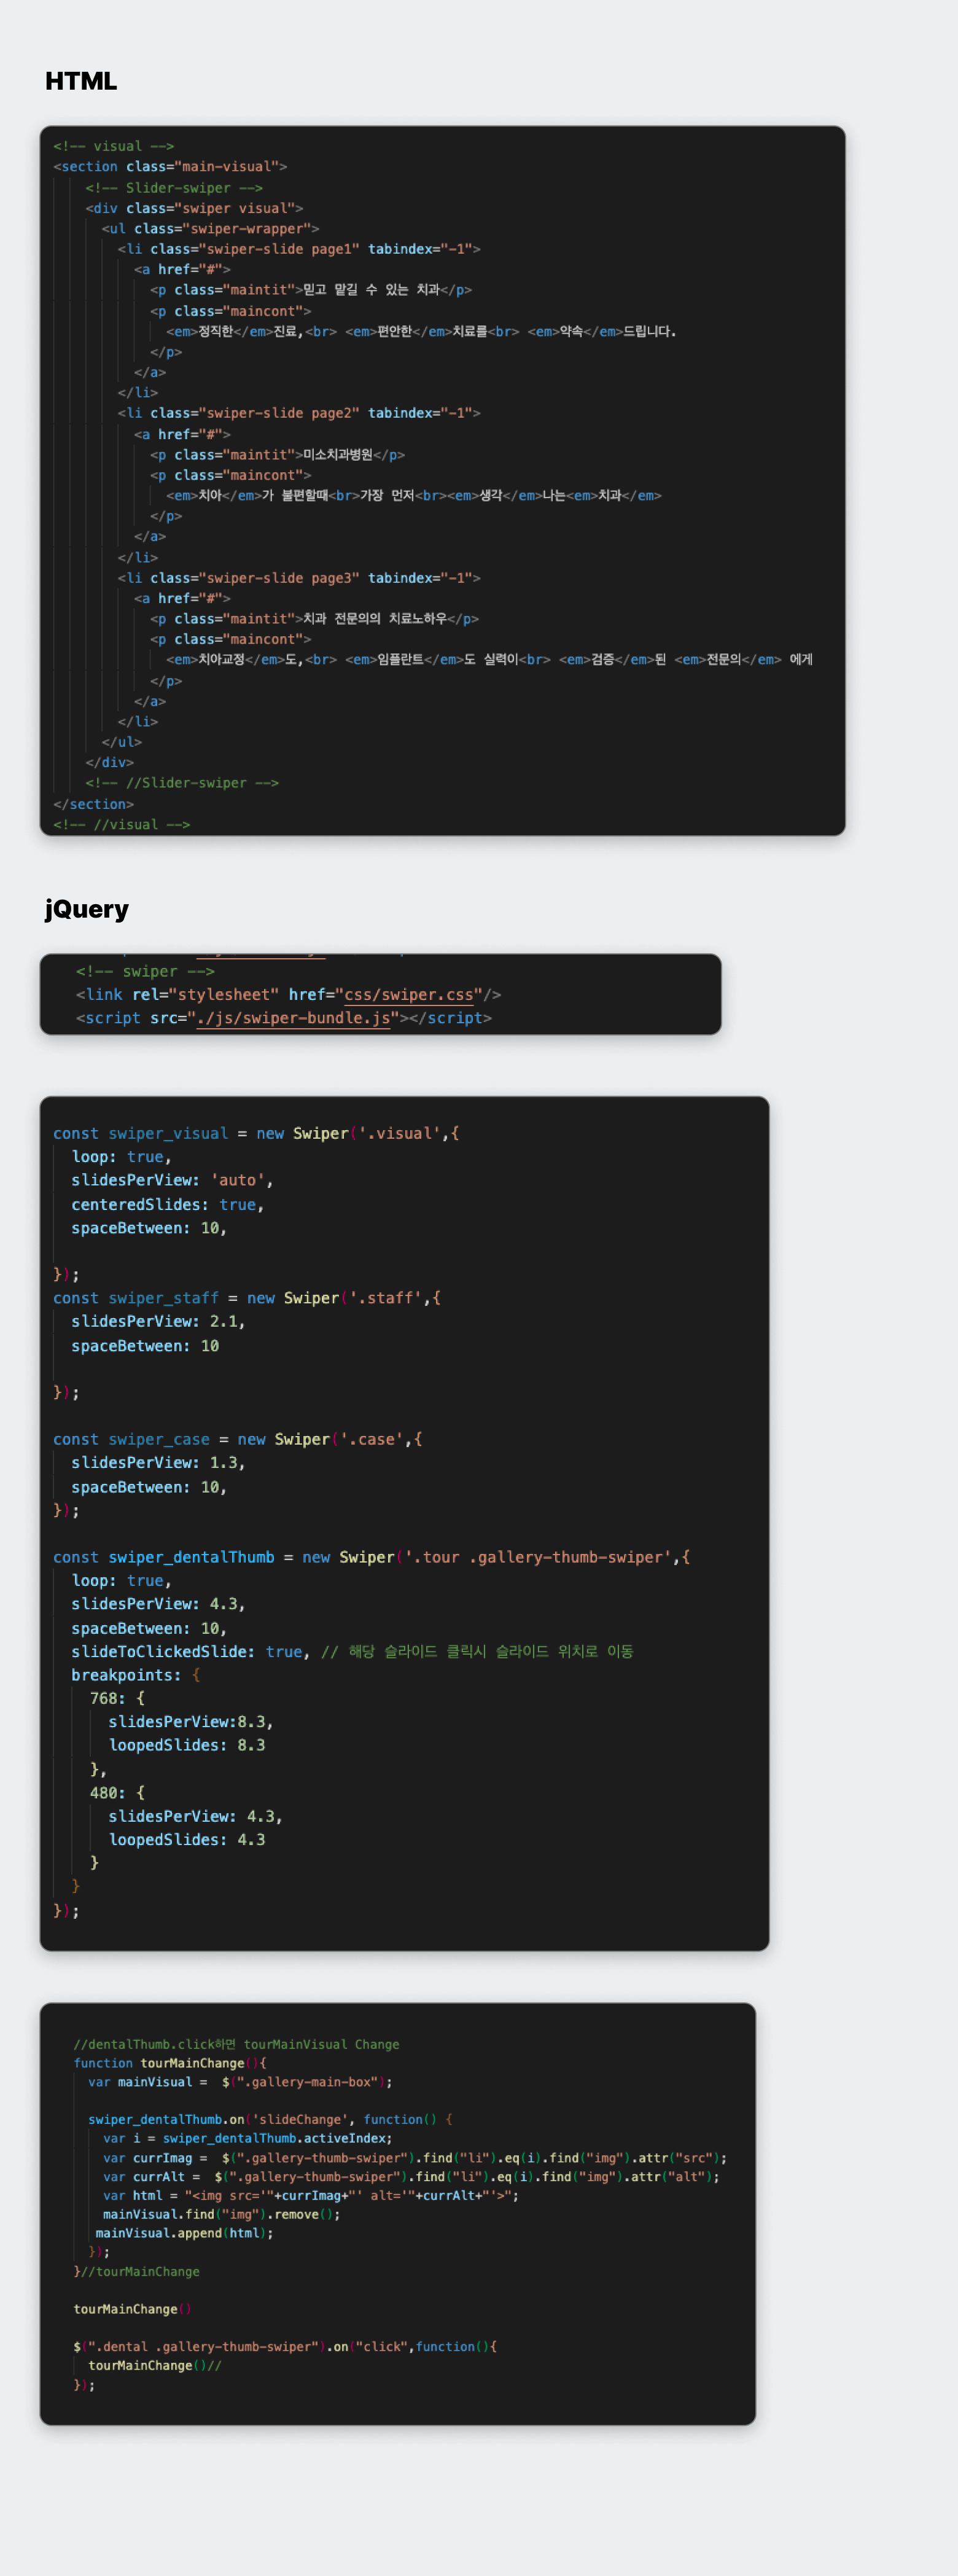 HTML
<!-- visual -->
<section class="main-visual">
<!-- Slider-swiper -->
<div class="swiper visual">
<ul class="swiper-wrapper">
<li class="swiper-slide page1" tabindex="-1">
<a href="#">
<p class="maintit">믿고 맡길 수 있는 치과</p>
<p class="maincont">
<em>정직한</em>진료,<br> <em>편안한</em>치료를<br> <em>약속</em>드립니다.
</p>
</a>
</li>
<li class="swiper-slide page2" tabindex="-1">
<a href="#">
<p class="maintit">미소치과병원</p>
<p class="maincont">
<em>치아</em>가 불편할때<br>가장 먼저<br><em>생각</em>나는<em>치과</em>
</p>
</a>
</li>
<li class="swiper-slide page3" tabindex="-1">
<a href="#">
<p class="maintit">치과 전문의의 치료노하우</p>
<p class="maincont">
<em>치아교정</em>도,<br> <em>임플란트</em>도 실력이<br> <em>검증</em>된 <em>전문의</em> 에게
</p>
</a>
</li>
</ul>
</div>
<!-- //Slider-swiper -->
</section>
<!-- //visual -->
jQuery
<!-- swiper -->
<link rel="stylesheet" href="css/swiper.css"/>
<script src="./js/swiper-bundle.js"></script>
const swiper_visual = new Swiper('.visual',{
loop: true,
slidesPerView: 'auto',
centeredSlides: true,
spaceBetween: 10,
});
const swiper_staff = new Swiper('.staff',{
slidesPerView: 2.1,
spaceBetween: 10
});
const swiper_case = new Swiper('.case',{
slidesPerView: 1.3,
spaceBetween: 10,
});
const swiper_dentalThumb = new Swiper('.tour .gallery-thumb-swiper',{
loop: true,
slidesPerView: 4.3,
spaceBetween: 10,
slideToClickedSlide: true, // 해당 슬라이드 클릭시 슬라이드 위치로 이동
breakpoints: {
768: {
slidesPerView:8.3,
loopedSlides: 8.3
},
480: {
slidesPerView: 4.3,
loopedSlides: 4.3
}
}
});
//dentalThumb.click하면 tourMainVisual Change
function tourMainChange(){
var mainVisual =  $(".gallery-main-box");
swiper_dentalThumb.on('slideChange', function() {
var i = swiper_dentalThumb.activeIndex;
var currImag =  $(".gallery-thumb-swiper").find("li").eq(i).find("img").attr("src");
var currAlt =  $(".gallery-thumb-swiper").find("li").eq(i).find("img").attr("alt");
var html = "<img src='"+currImag+"' alt='"+currAlt+"'>";
mainVisual.find("img").remove();
mainVisual.append(html);
});
}//tourMainChange
tourMainChange()
$(".dental .gallery-thumb-swiper").on("click",function(){
tourMainChange()//
});